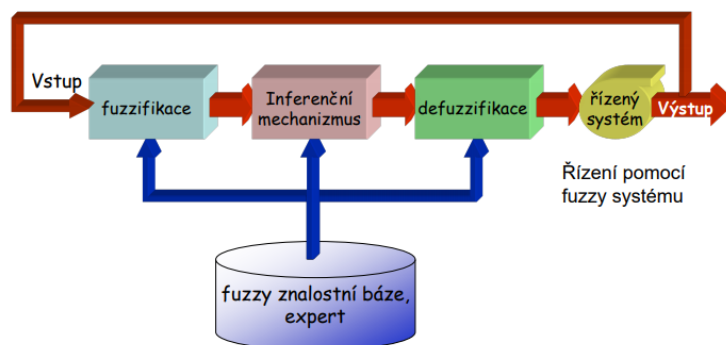 Vstup
fuzzifikace
Inferenční
mechanizmus
defuzzifikace
řízený
systém
Výstup
Řízení pomocí
fuzzy systému
fuzzy znalostní báze,
expert